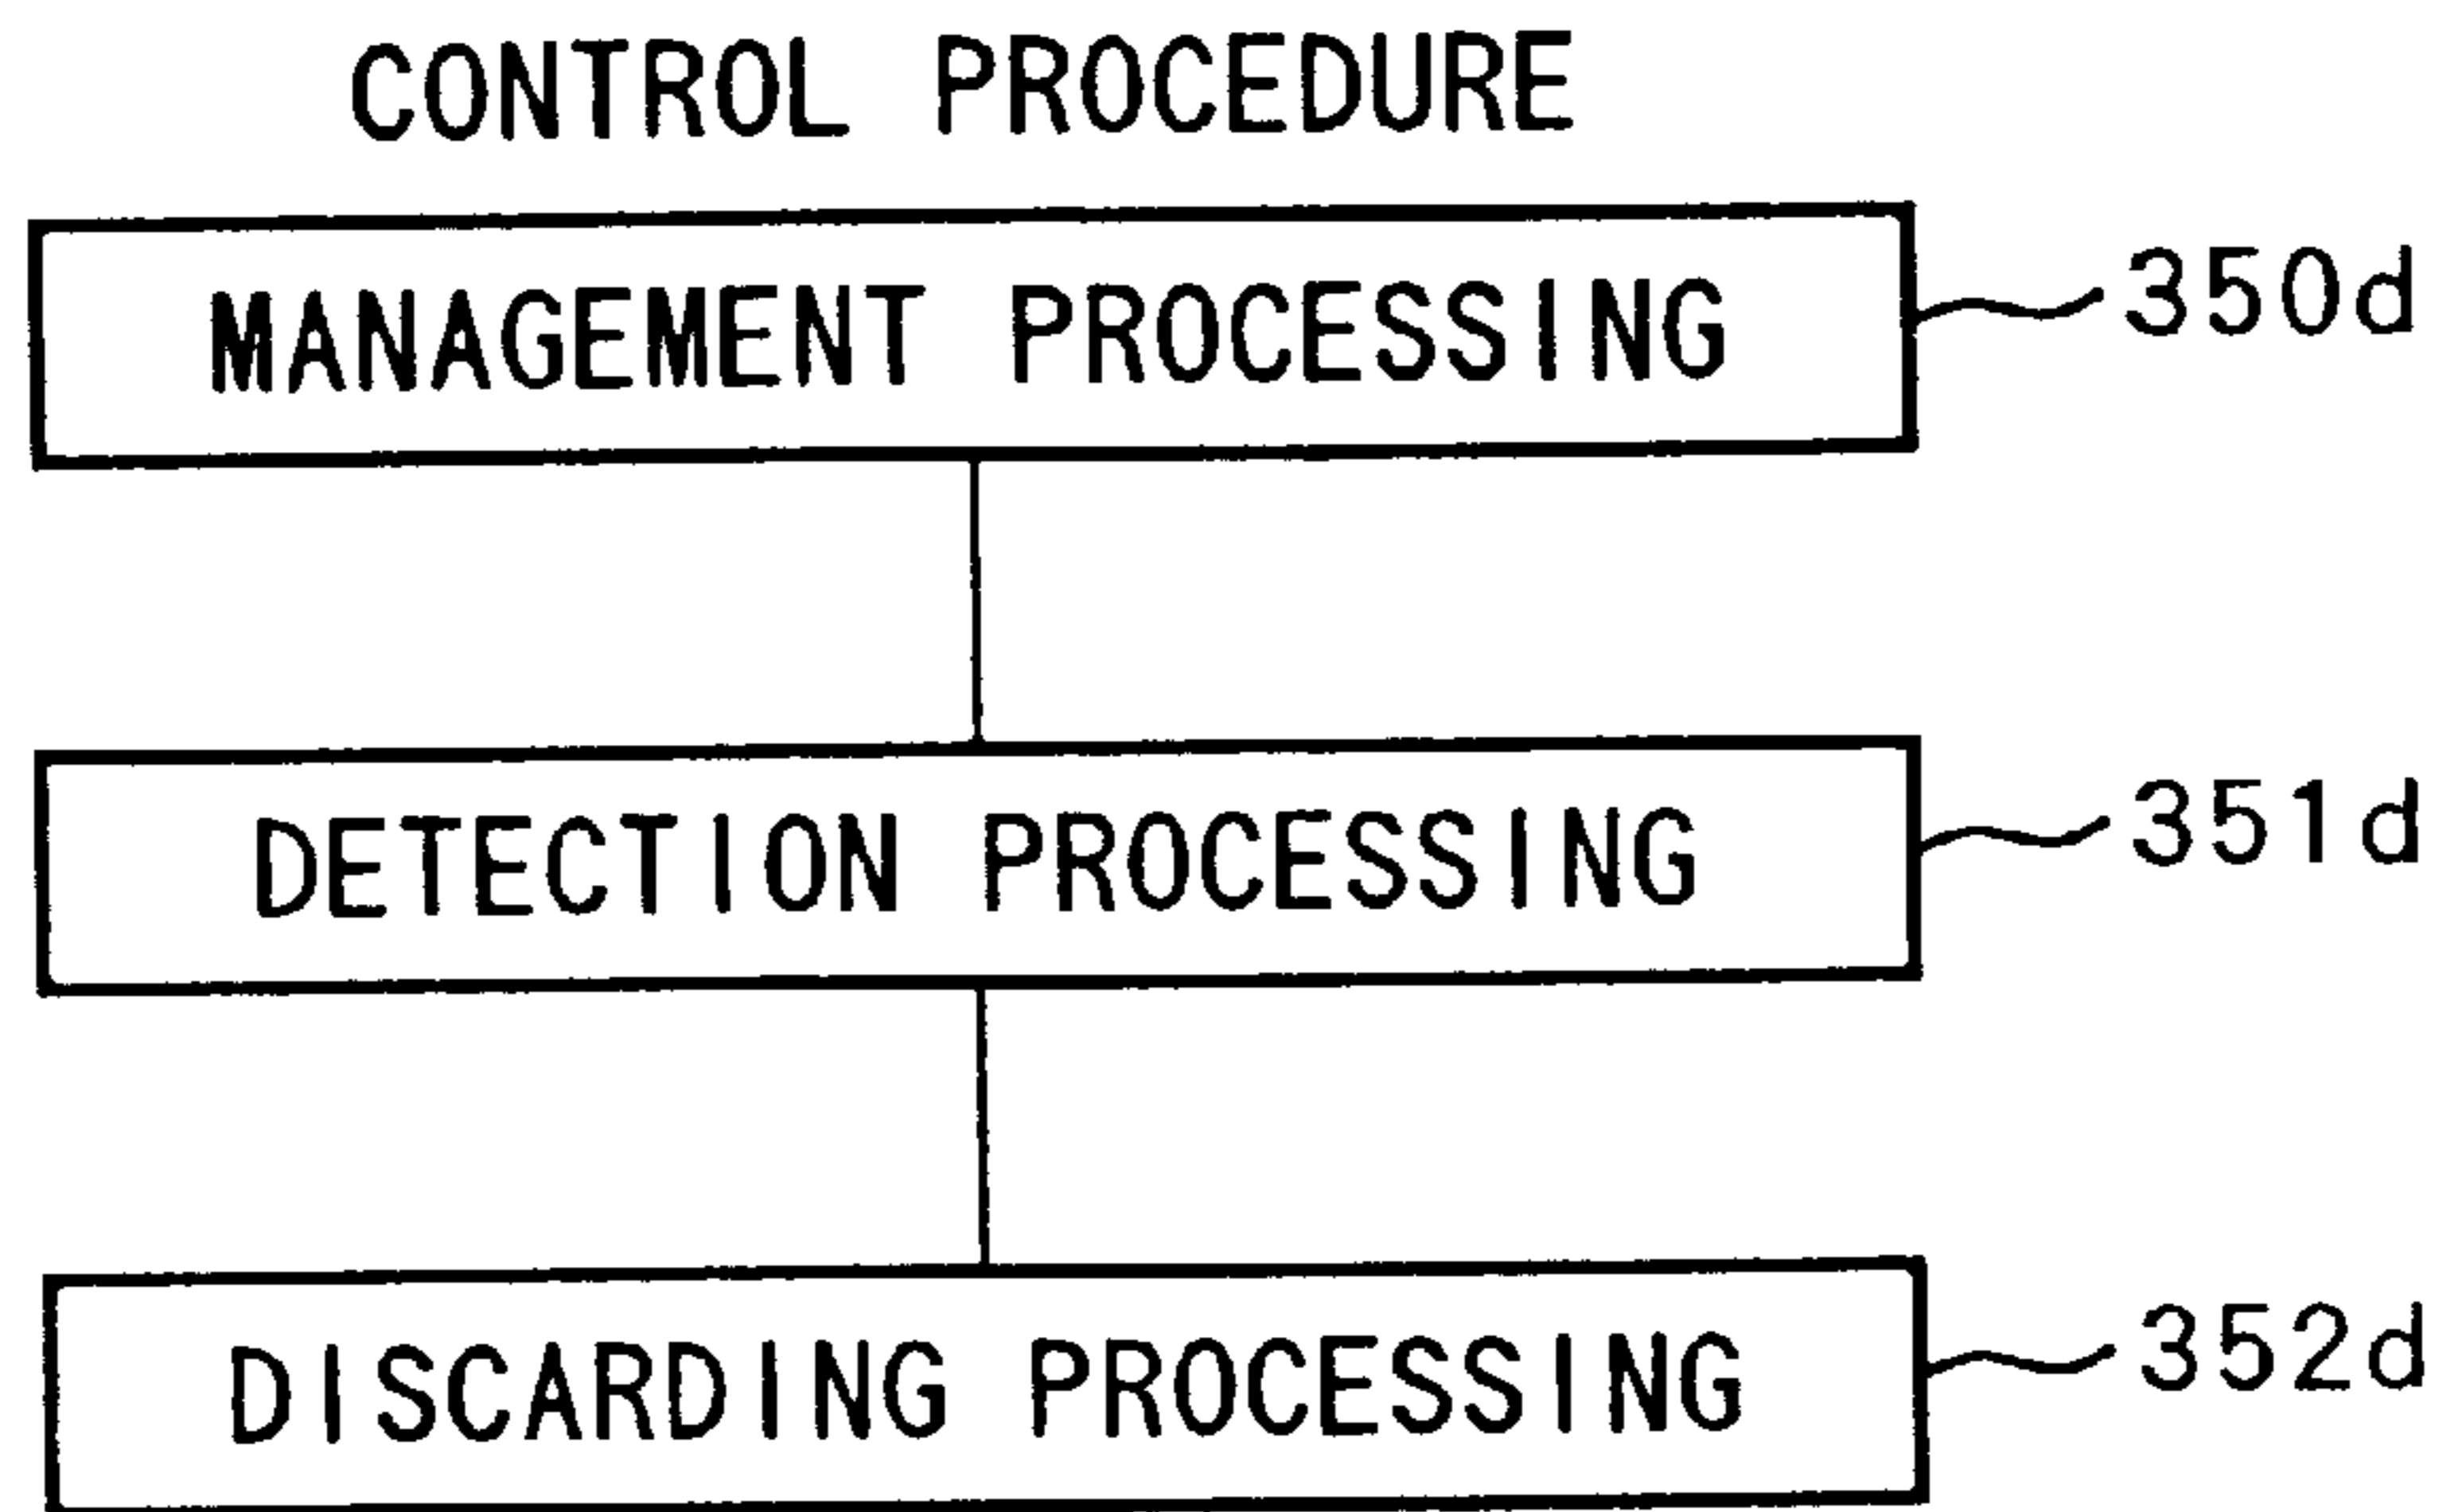 CONTROL PROCEDURE
MANAGEMENT PROCESSING 350d
DETECTION PROCESSING 351d
DISCARDING PROCESSING 352d